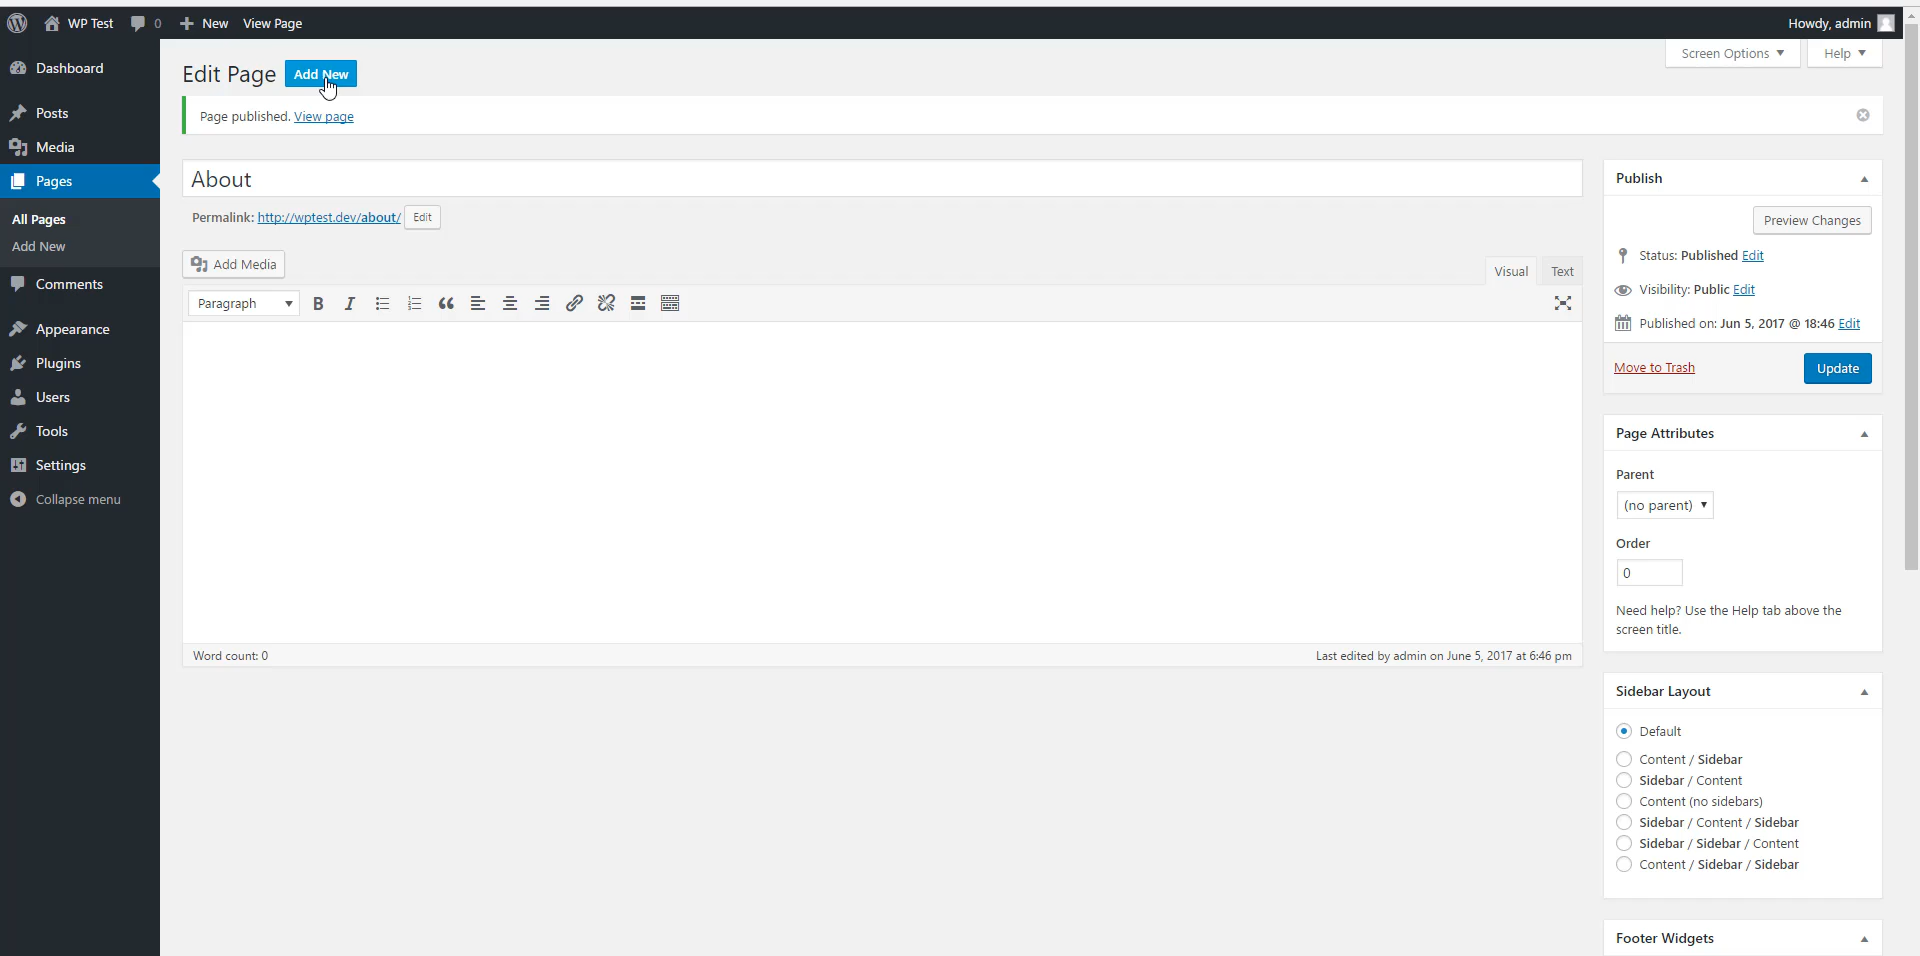 WP Test 0 New View Page Howdy, admin
Screen Options Help
Dashboard
Posts
Media
Pages
All Pages
Add New
Comments
Appearance
Plugins
Users
Tools
Settings
Collapse menu
Edit Page Add New
Page published. View page
About
Permalink: http://wptest.dev/about/ Edit
Add Media
Visual Text
Paragraph B I
Word count: 0 Last edited by admin on June 5, 2017 at 6:46 pm
Publish
Preview Changes
Status: Published Edit
Visibility: Public Edit
Published on: Jun 5, 2017 @ 18:46 Edit
Move to Trash Update
Page Attributes
Parent
(no parent)
Order
0
Need help? Use the Help tab above the
screen title.
Sidebar Layout
Default
Content / Sidebar
Sidebar / Content
Content (no sidebars)
Sidebar / Content / Sidebar
Sidebar / Sidebar / Content
Content / Sidebar / Sidebar
Footer Widgets